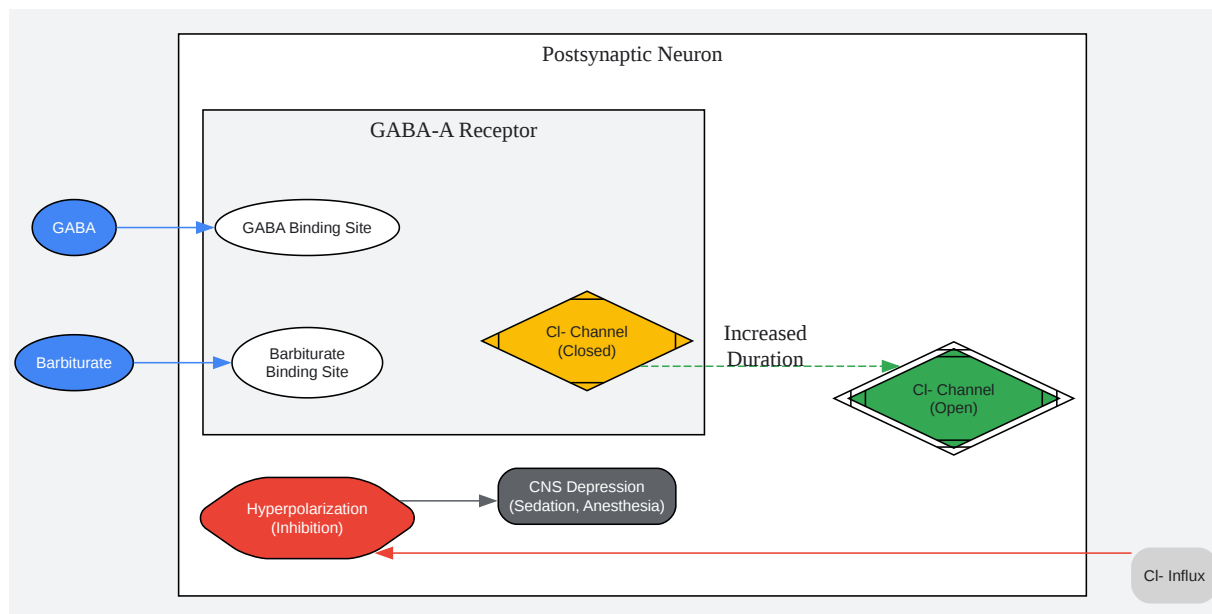 Postsynaptic Neuron
GABA-A Receptor
GABA
GABA Binding Site
Barbiturate
Barbiturate
Binding Site
Cl- Channel
(Closed)
Increased
Duration
Cl- Channel
(Open)
Hyperpolarization
(Inhibition)
CNS Depression
(Sedation, Anesthesia)
Cl- Influx